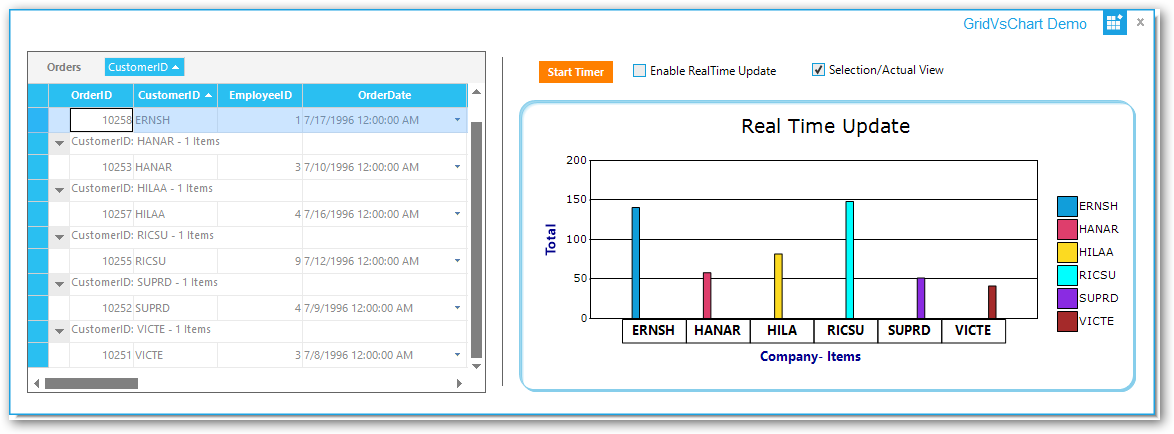 GridVsChart Demo
Orders CustomerID
OrderID CustomerID EmployeeID OrderDate
10258 ERNSH 1 7/17/1996 12:00:00 AM
CustomerID: HANAR - 1 Items
10253 HANAR 3 7/10/1996 12:00:00 AM
CustomerID: HILAA - 1 Items
10257 HILAA 4 7/16/1996 12:00:00 AM
CustomerID: RICSU - 1 Items
10255 RICSU 9 7/12/1996 12:00:00 AM
CustomerID: SUPRD - 1 Items
10252 SUPRD 4 7/9/1996 12:00:00 AM
CustomerID: VICTE - 1 Items
10251 VICTE 3 7/8/1996 12:00:00 AM
Start Timer Enable RealTime Update Selection/Actual View
Real Time Update
200
150
100
50
0
Total
ERNSH HANAR HILA RICSU SUPRD VICTE
Company- Items
ERNSH
HANAR
HILAA
RICSU
SUPRD
VICTE